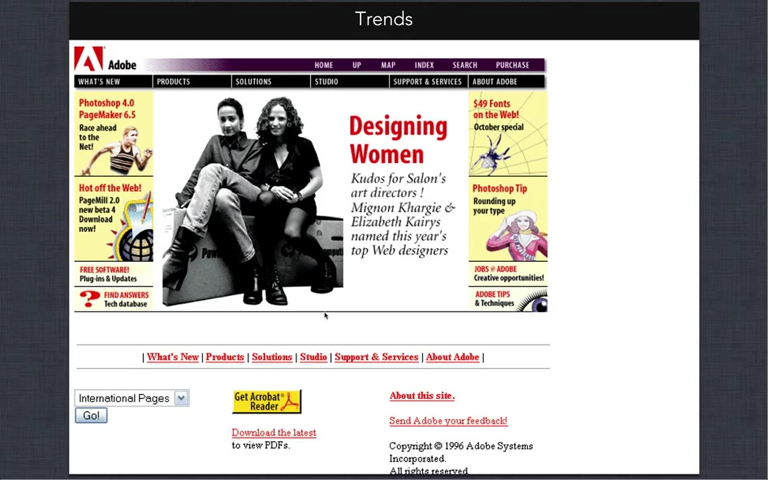 Trends
Adobe
HOME UP MAP INDEX SEARCH PURCHASE
WHAT'S NEW PRODUCTS SOLUTIONS STUDIO SUPPORT & SERVICES ABOUT ADOBE
Photoshop 4.0
PageMaker 6.5
Race ahead
to the
Net!
Hot off the Web!
PageMill 2.0
new beta 4
Download
now!
FREE SOFTWARE!
Plug-ins & Updates
FIND ANSWERS
Tech database
Designing
Women
Kudos for Salon's
art directors !
Mignon Khargie &
Elizabeth Kairys
named this year's
top Web designers
$49 Fonts
on the Web!
October special
Photoshop Tip
Rounding up
your type
JOBS @ ADOBE
Creative opportunities!
ADOBE TIPS
& Techniques
| What's New | Products | Solutions | Studio | Support & Services | About Adobe |
International Pages
Go!
Get Acrobat®
Reader
Download the latest
to view PDFs.
About this site.
Send Adobe your feedback!
Copyright © 1996 Adobe Systems
Incorporated.
All rights reserved.